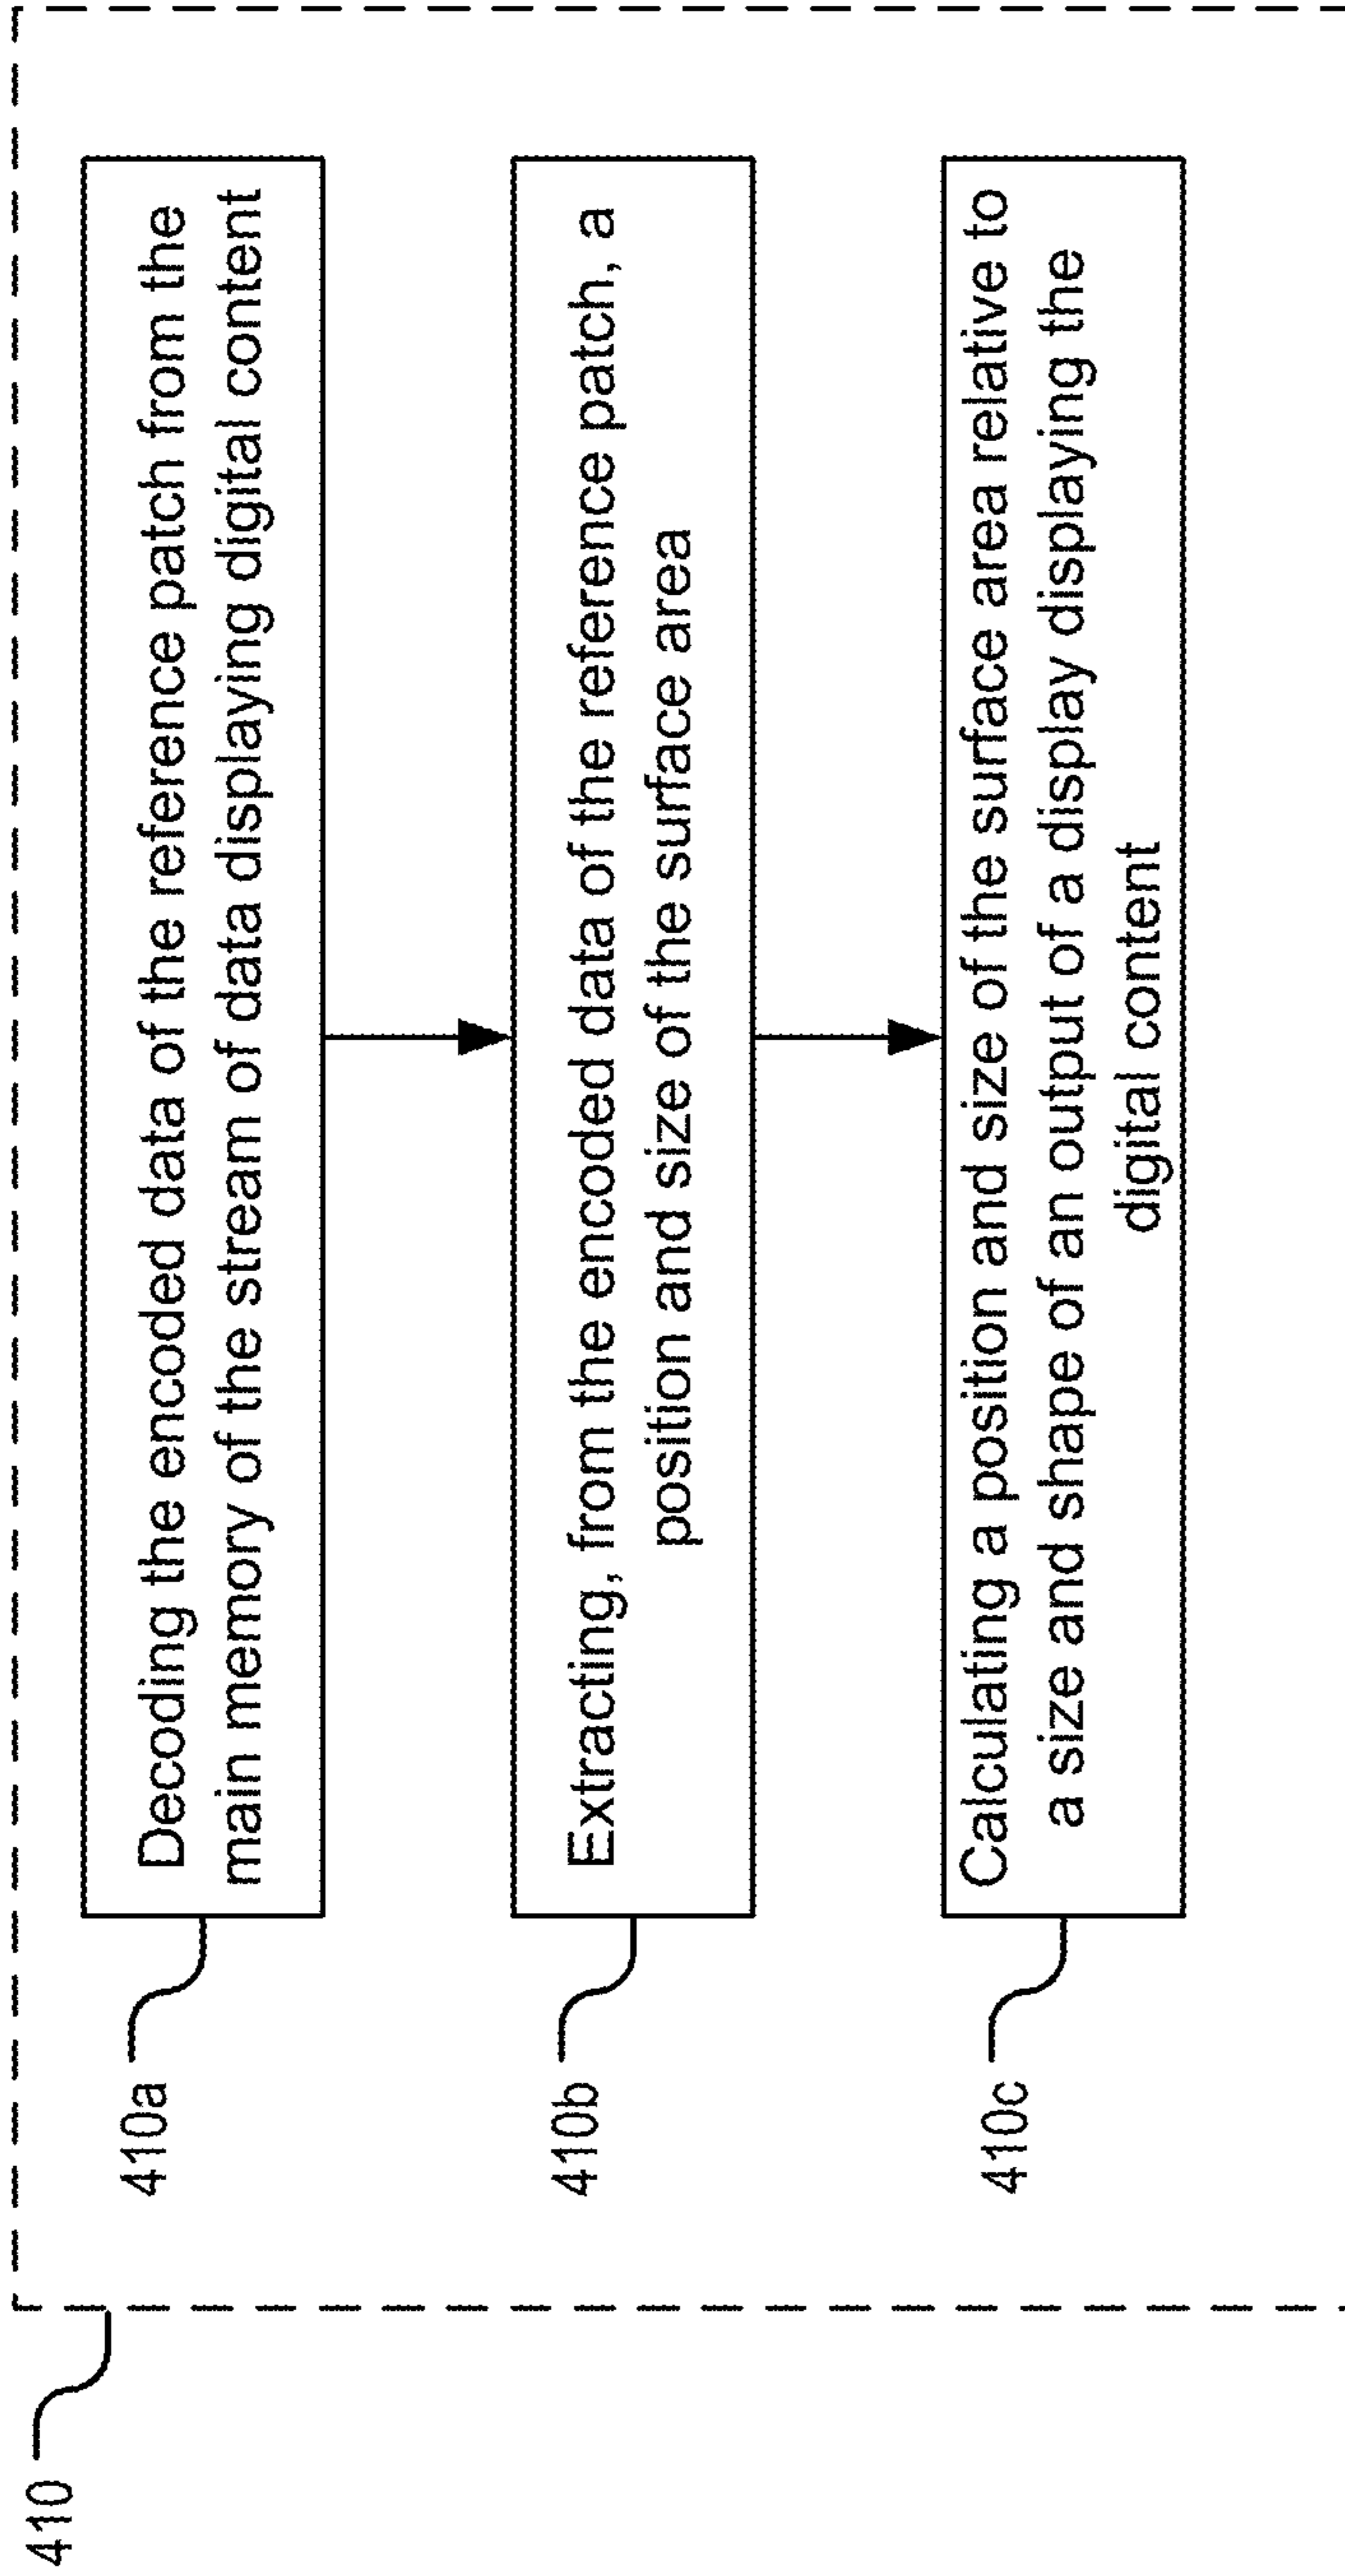 410
410a
Decoding the encoded data of the reference patch from the
main memory of the stream of data displaying digital content
410b
Extracting, from the encoded data of the reference patch, a
position and size of the surface area
410c
Calculating a position and size of the surface area relative to
a size and shape of an output of a display displaying the
digital content